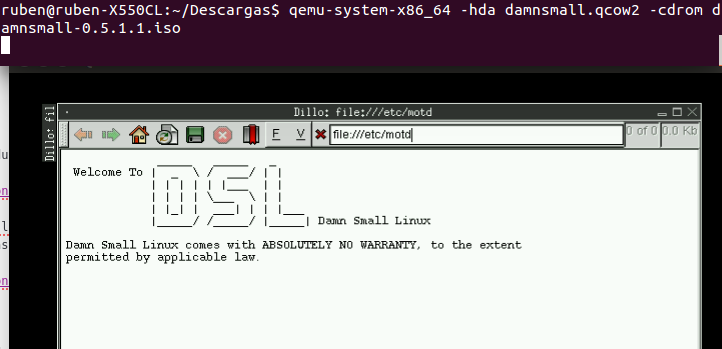 ruben@ruben-X550CL:~/Descargas$ qemu-system-x86_64 -hda damnsmall.qcow2 -cdrom d
amnsmall-0.5.1.1.iso
Dillo: file:///etc/motd
Dillo: fil
F V file:///etc/motd 0 of 0 0.0 Kb
Welcome To DSL Damn Small Linux
Damn Small Linux comes with ABSOLUTELY NO WARRANTY, to the extent
permitted by applicable law.